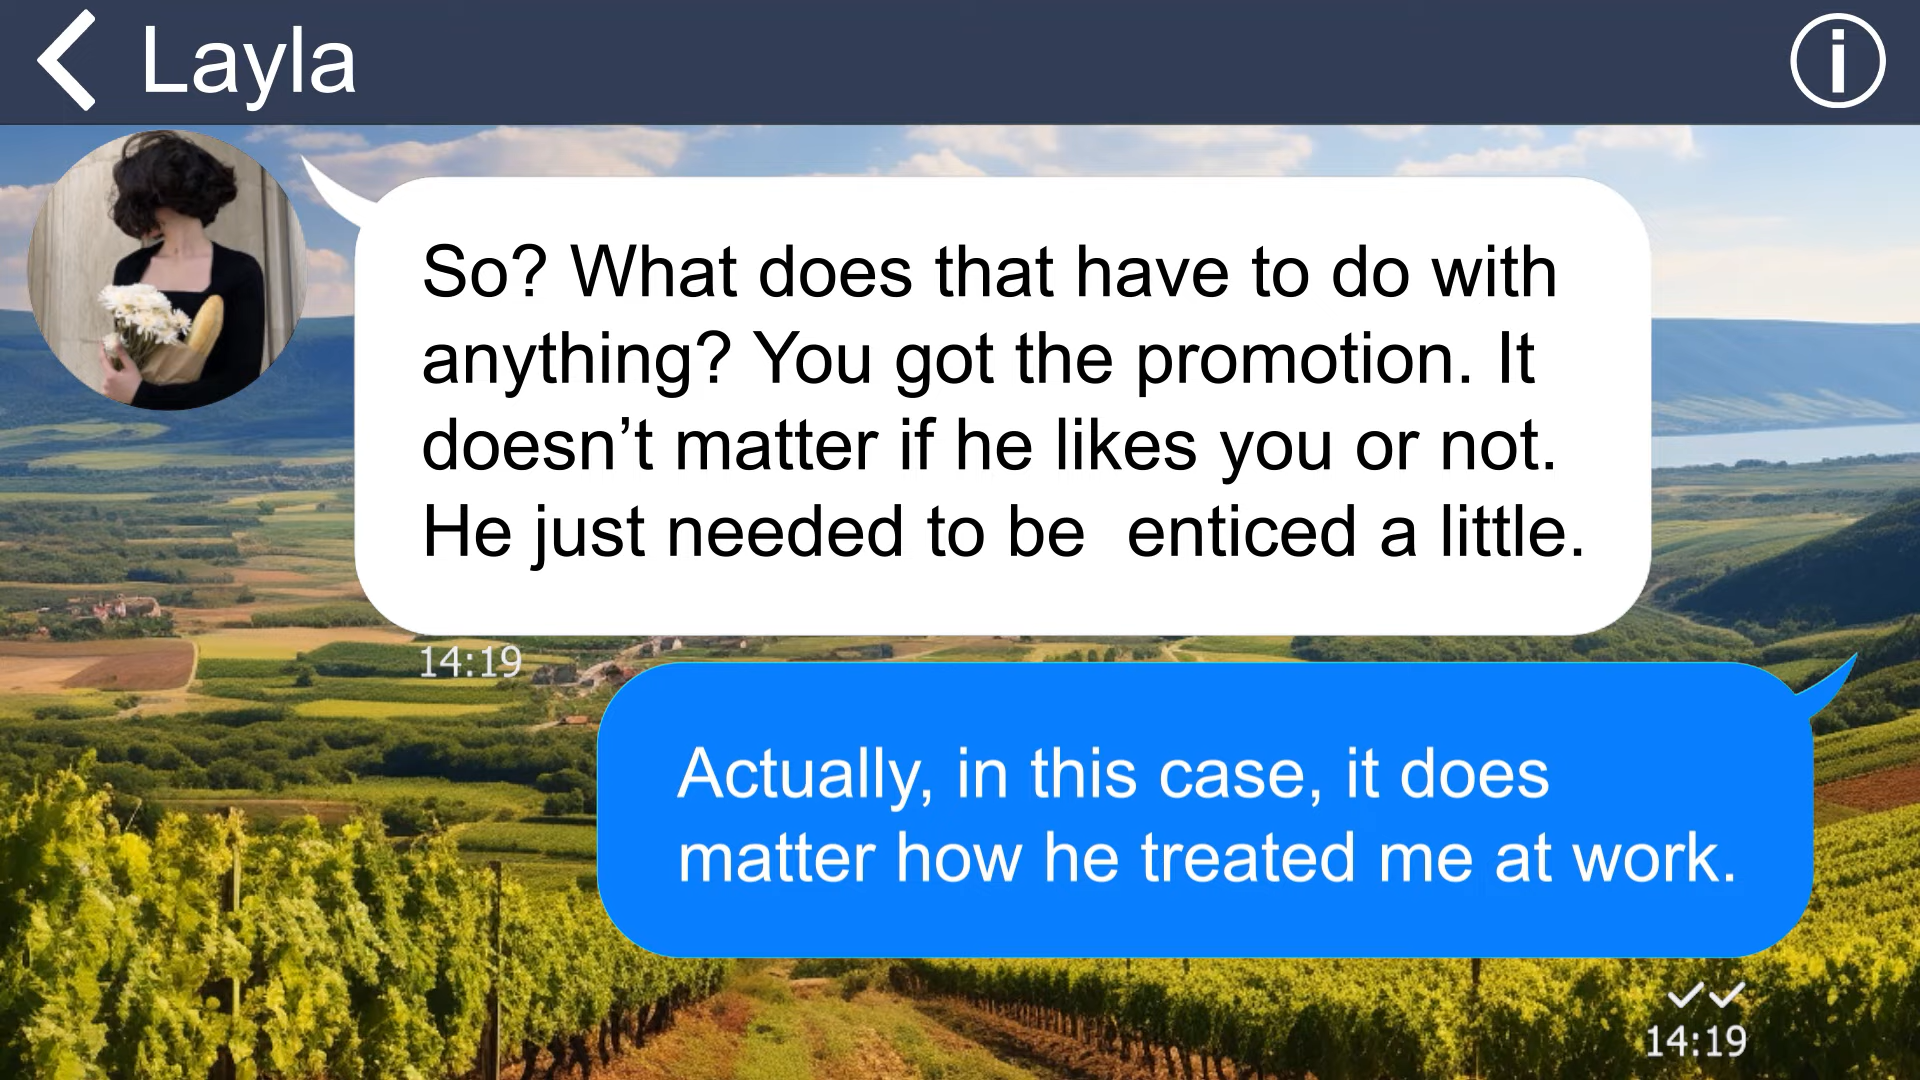 Layla
So? What does that have to do with
anything? You got the promotion. It
doesn’t matter if he likes you or not.
He just needed to be  enticed a little.
14:19
Actually, in this case, it does
matter how he treated me at work.
14:19